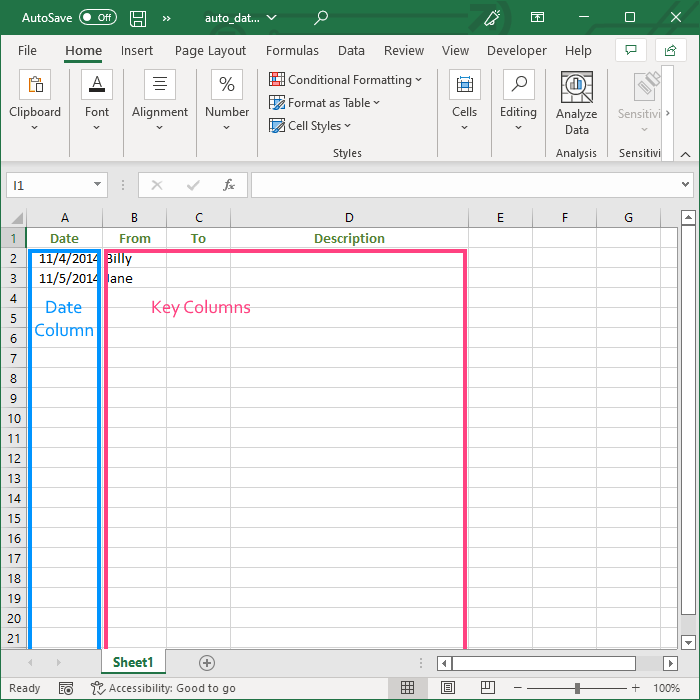 AutoSave Off » auto_dat...
File Home Insert Page Layout Formulas Data Review View Developer Help
Clipboard Font Alignment % Number Conditional Formatting Format as Table Cell Styles Cells Editing Analyze Data Sensitivi
Styles Analysis Sensitivi
I1 fx
A B C D E F G
1 Date From To Description
2 11/4/2014 Billy
3 11/5/2014 Jane
4
Date Key Columns
5
Column
6
7
8
9
10
11
12
13
14
15
16
17
18
19
20
21
Sheet1
Ready Accessibility: Good to go 100%